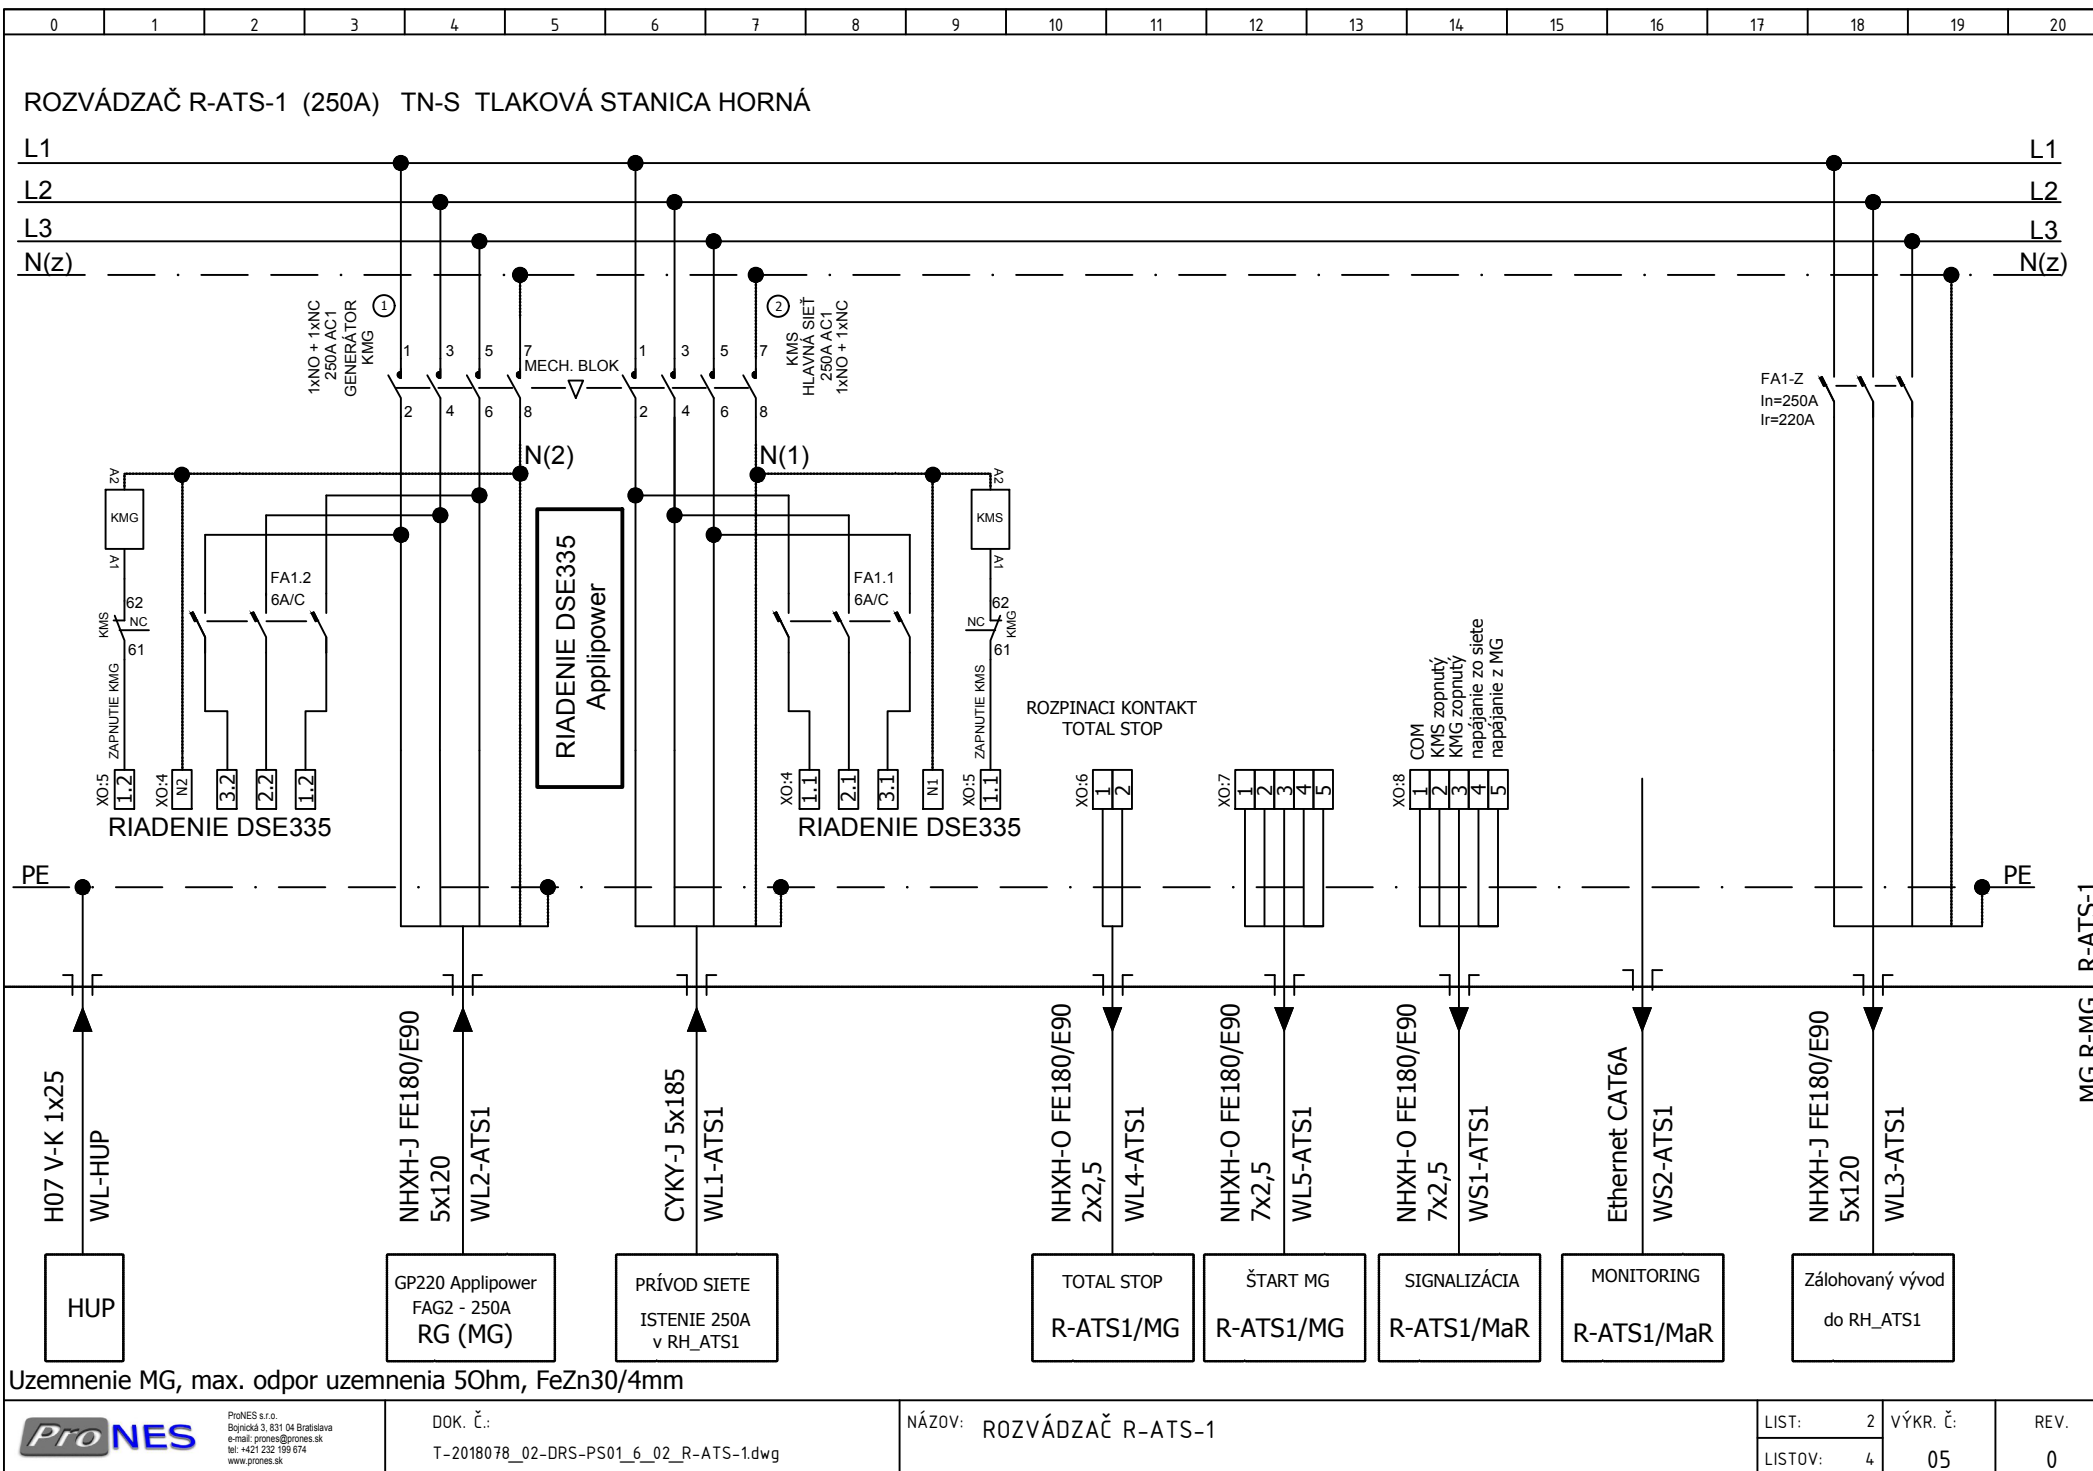 0 1 2 3 4 5 6 7 8 9 10 11 12 13 14 15 16 17 18 19 20
ROZVÁDZAČ R-ATS-1 (250A) TN-S TLAKOVÁ STANICA HORNÁ
L1 L1
L2 L2
L3 L3
N(z) N(z)
1xNO + 1xNC
250A AC1
GENERÁTOR
KMG
1
2
KMS
HLAVNÁ SIEŤ
250A AC1
1xNO + 1xNC
1 3 5 7
MECH. BLOK
1 3 5 7
2 4 6 8
2 4 6 8
FA1-Z
In=250A
Ir=220A
N(2)
N(1)
A2
KMG
A1
KMS
62
NC
61
ZAPNUTIE KMG
FA1.2
6A/C
RIADENIE DSE335
Applipower
FA1.1
6A/C
A2
KMS
A1
62
NC
KMG
61
ZAPNUTIE KMS
XO:5
1.2
XO:4
N2
3.2
2.2
1.2
RIADENIE DSE335
XO:4
1.1
2.1
3.1
N1
XO:5
1.1
RIADENIE DSE335
ROZPINACI KONTAKT
TOTAL STOP
XO:6
1 2
XO:7
1 2 3 4 5
COM
KMS zopnutý
KMG zopnutý
napájanie zo siete
napájanie z MG
XO:8
1 2 3 4 5
PE PE
R-ATS-1
MG R-MG
H07 V-K 1x25
WL-HUP
NHXH-J FE180/E90
5x120
WL2-ATS1
CYKY-J 5x185
WL1-ATS1
NHXH-O FE180/E90
2x2,5
WL4-ATS1
NHXH-O FE180/E90
7x2,5
WL5-ATS1
NHXH-O FE180/E90
7x2,5
WS1-ATS1
Ethernet CAT6A
WS2-ATS1
NHXH-J FE180/E90
5x120
WL3-ATS1
HUP
GP220 Applipower
FAG2 - 250A
RG (MG)
PRÍVOD SIETE
ISTENIE 250A
v RH_ATS1
TOTAL STOP
R-ATS1/MG
ŠTART MG
R-ATS1/MG
SIGNALIZÁCIA
R-ATS1/MaR
MONITORING
R-ATS1/MaR
Zálohovaný vývod
do RH_ATS1
Uzemnenie MG, max. odpor uzemnenia 5Ohm, FeZn30/4mm
Pro NES
ProNES s.r.o.
Bojnická 3, 831 04 Bratislava
e-mail: prones@prones.sk
tel: +421 232 199 674
www.prones.sk
DOK. Č.:
T-2018078_02-DRS-PS01_6_02_R-ATS-1.dwg
NÁZOV: ROZVÁDZAČ R-ATS-1
LIST: 2
LISTOV: 4
VÝKR. Č:
05
REV.
0